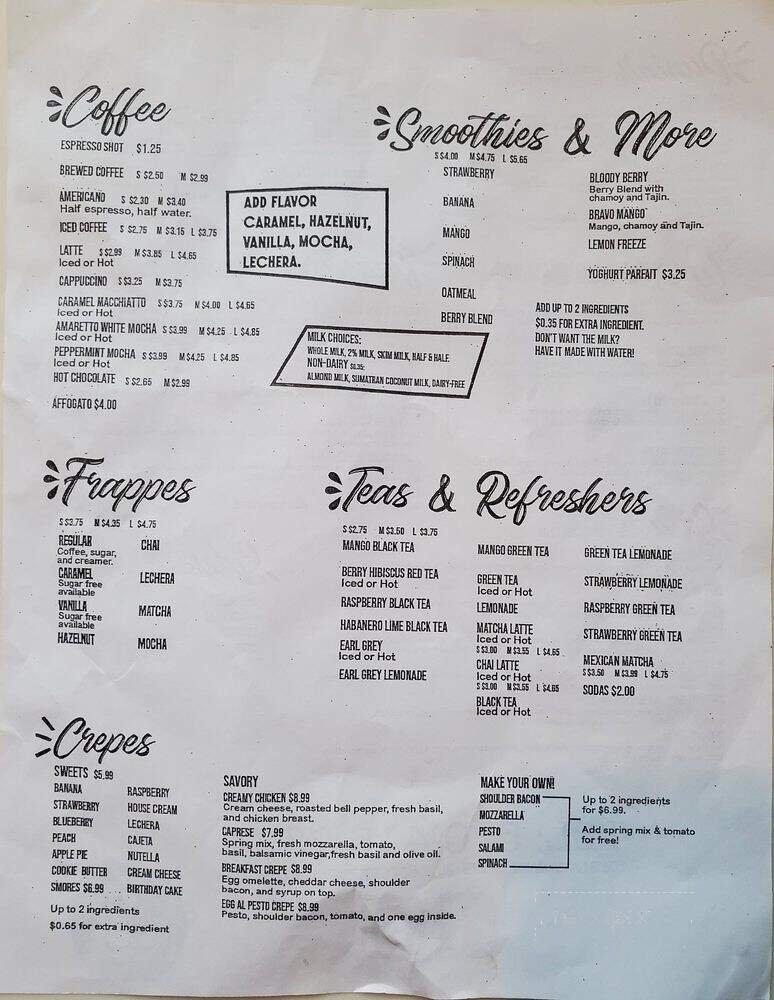 Coffee
ESPRESSO SHOT $1.25
BREWED COFFEE S $2.50 M $2.99
AMERICANO S $2.30 M $3.40
Half espresso, half water.
ICED COFFEE S $2.75 M $3.15 L $3.75
LATTE S $2.99 M $3.85 L $4.65
Iced or Hot
CAPPUCCINO S $3.25 M $3.75
CARAMEL MACCHIATTO S $3.75 M $4.00 L $4.65
Iced or Hot
AMARETTO WHITE MOCHA S $3.99 M $4.25 L $4.85
Iced or Hot
PEPPERMINT MOCHA S $3.99 M $4.25 L $4.85
Iced or Hot
HOT CHOCOLATE S $2.65 M $2.99
AFFOGATO $4.00
ADD FLAVOR
CARAMEL, HAZELNUT,
VANILLA, MOCHA,
LECHERA.
MILK CHOICES:
WHOLE MILK, 2% MILK, SKIM MILK, HALF & HALF.
NON-DAIRY $0.35:
ALMOND MILK, SUMATRAN COCONUT MILK, DAIRY-FREE
Smoothies & More
S $4.00 M $4.75 L $5.65
STRAWBERRY
BANANA
MANGO
SPINACH
OATMEAL
BERRY BLEND
BLOODY BERRY
Berry Blend with
chamoy and Tajin.
BRAVO MANGO
Mango, chamoy and Tajin.
LEMON FREEZE
YOGHURT PARFAIT $3.25
ADD UP TO 2 INGREDIENTS
$0.35 FOR EXTRA INGREDIENT.
DON'T WANT THE MILK?
HAVE IT MADE WITH WATER!
Frappes
S $3.75 M $4.35 L $4.75
REGULAR
Coffee, sugar,
and creamer.
CARAMEL
Sugar free
available
VANILLA
Sugar free
available
HAZELNUT
CHAI
LECHERA
MATCHA
MOCHA
Teas & Refreshers
S $2.75 M $3.50 L $3.75
MANGO BLACK TEA
BERRY HIBISCUS RED TEA
Iced or Hot
RASPBERRY BLACK TEA
HABANERO LIME BLACK TEA
EARL GREY
Iced or Hot
EARL GREY LEMONADE
MANGO GREEN TEA
GREEN TEA
Iced or Hot
LEMONADE
MATCHA LATTE
Iced or Hot
S $3.00 M $3.55 L $4.65
CHAI LATTE
Iced or Hot
S $3.00 M $3.55 L $4.65
BLACK TEA
Iced or Hot
GREEN TEA LEMONADE
STRAWBERRY LEMONADE
RASPBERRY GREEN TEA
STRAWBERRY GREEN TEA
MEXICAN MATCHA
S $3.50 M $3.99 L $4.75
SODAS $2.00
Crepes
SWEETS $5.99
BANANA
STRAWBERRY
BLUEBERRY
PEACH
APPLE PIE
COOKIE BUTTER
SMORES $6.99
RASPBERRY
HOUSE CREAM
LECHERA
CAJETA
NUTELLA
CREAM CHEESE
BIRTHDAY CAKE
Up to 2 ingredients
$0.65 for extra ingredient
SAVORY
CREAMY CHICKEN $8.99
Cream cheese, roasted bell pepper, fresh basil,
and chicken breast.
CAPRESE $7.99
Spring mix, fresh mozzarella, tomato,
basil, balsamic vinegar,fresh basil and olive oil.
BREAKFAST CREPE $8.99
Egg omelette, cheddar cheese, shoulder
bacon, and syrup on top.
EGG AL PESTO CREPE $8.99
Pesto, shoulder bacon, tomato, and one egg inside.
MAKE YOUR OWN!
SHOULDER BACON
MOZZARELLA
PESTO
SALAMI
SPINACH
Up to 2 ingredients
for $6.99.
Add spring mix & tomato
for free!